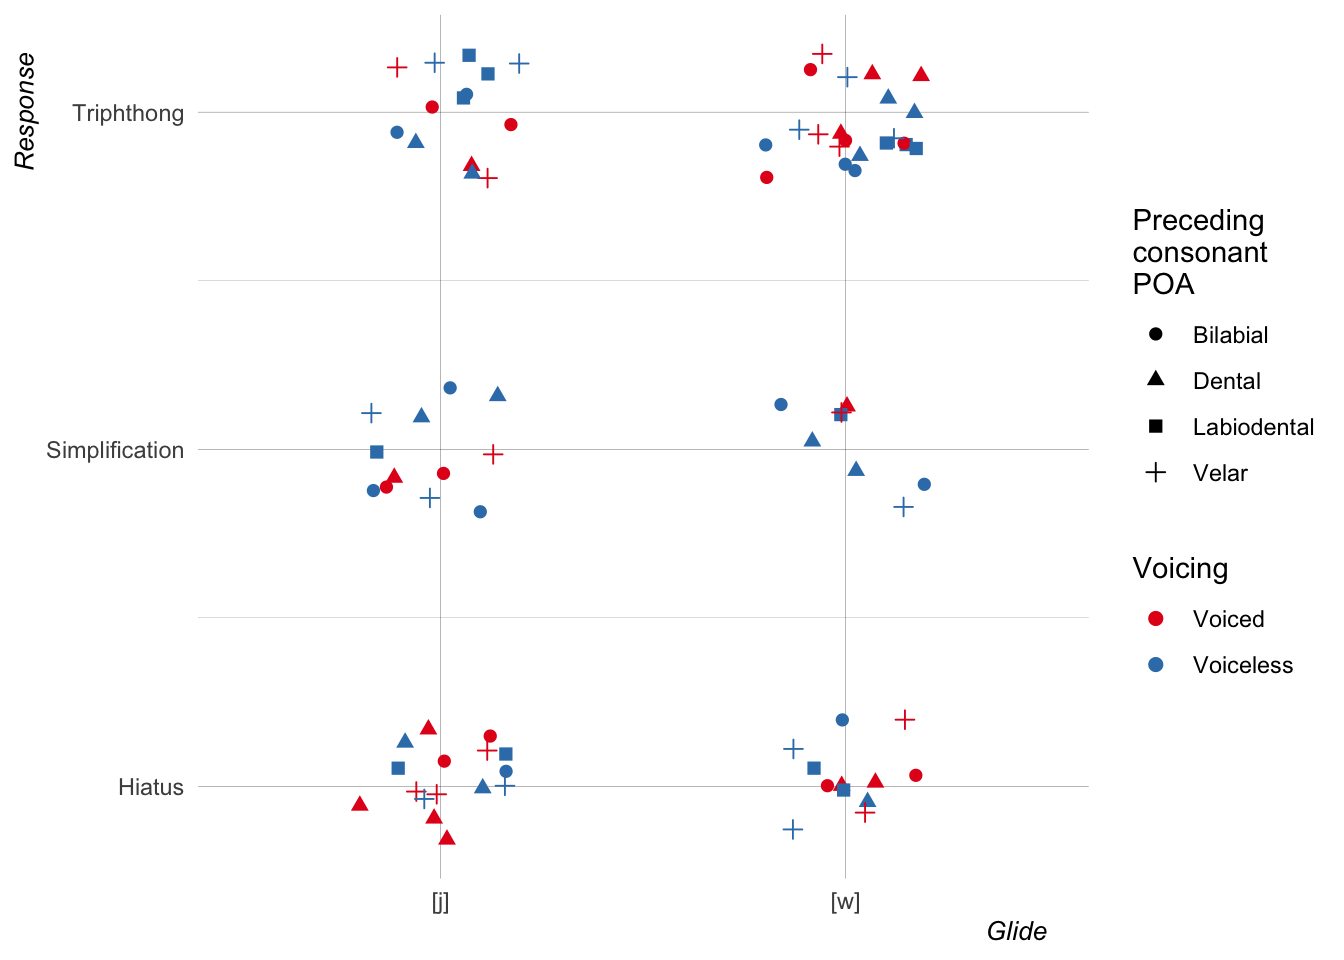 Response
Triphthong
Simplification
Hiatus
[j]
[w]
Glide
Preceding
consonant
POA
Bilabial
Dental
Labiodental
Velar
Voicing
Voiced
Voiceless